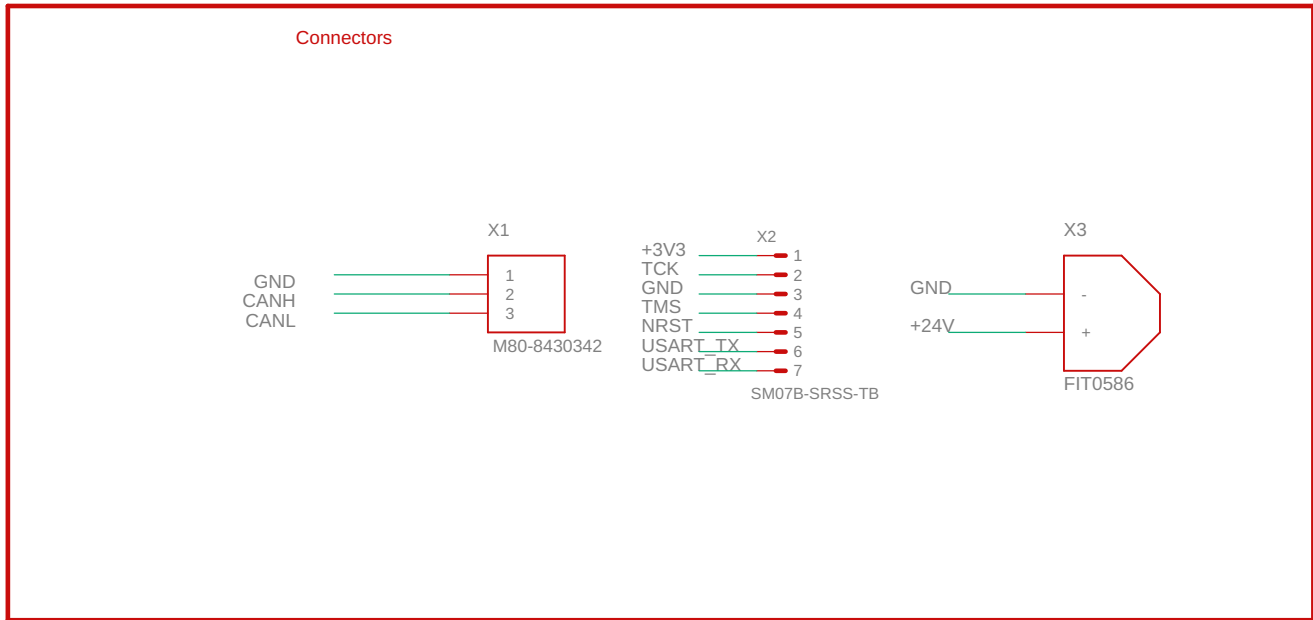 Connectors
X1
GND 1
CANH 2
CANL 3
M80-8430342
X2
+3V3 1
TCK 2
GND 3
TMS 4
NRST 5
USART_TX 6
USART_RX 7
SM07B-SRSS-TB
X3
GND -
+24V +
FIT0586